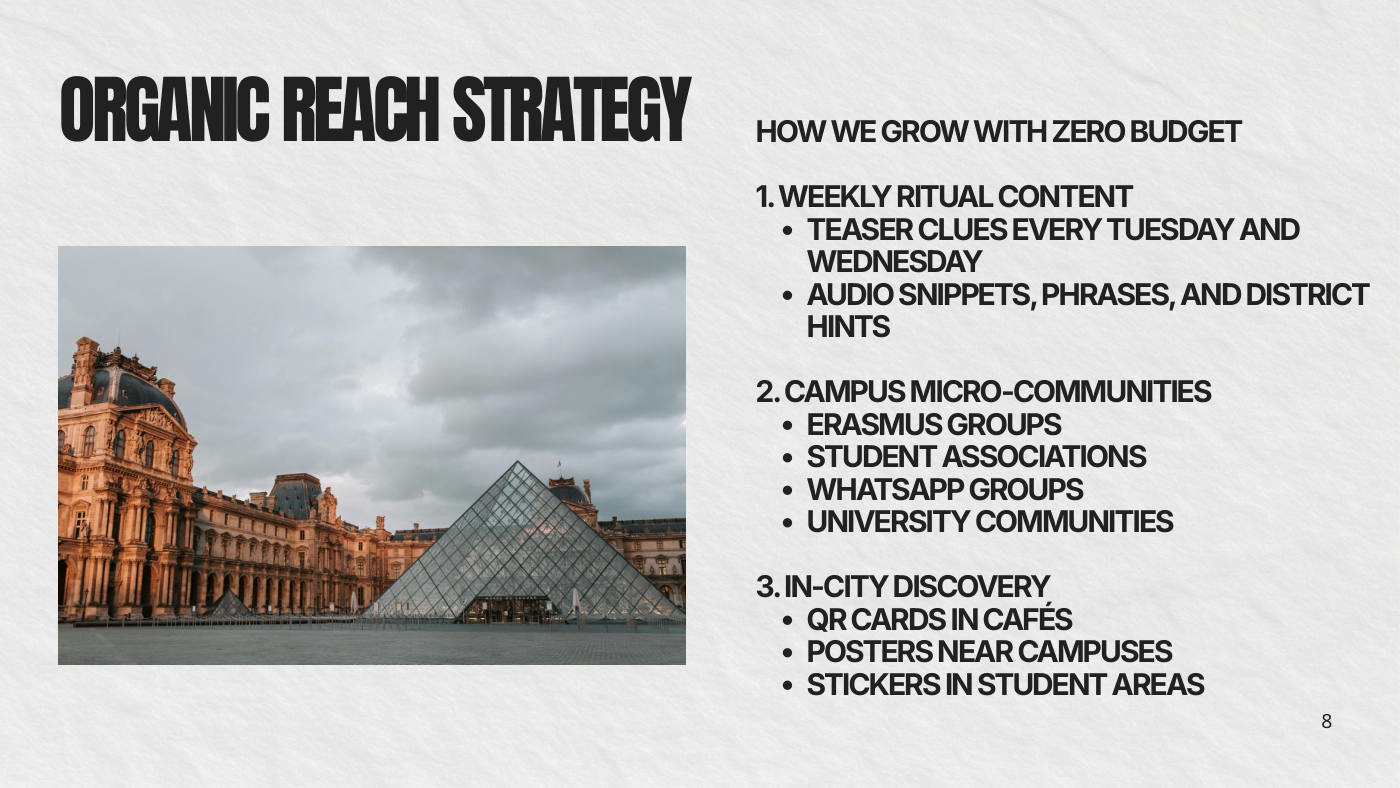 ORGANIC REACH STRATEGY
HOW WE GROW WITH ZERO BUDGET
1. WEEKLY RITUAL CONTENT
• TEASER CLUES EVERY TUESDAY AND
WEDNESDAY
• AUDIO SNIPPETS, PHRASES, AND DISTRICT
HINTS
2. CAMPUS MICRO-COMMUNITIES
• ERASMUS GROUPS
• STUDENT ASSOCIATIONS
• WHATSAPP GROUPS
• UNIVERSITY COMMUNITIES
3. IN-CITY DISCOVERY
• QR CARDS IN CAFÉS
• POSTERS NEAR CAMPUSES
• STICKERS IN STUDENT AREAS
8